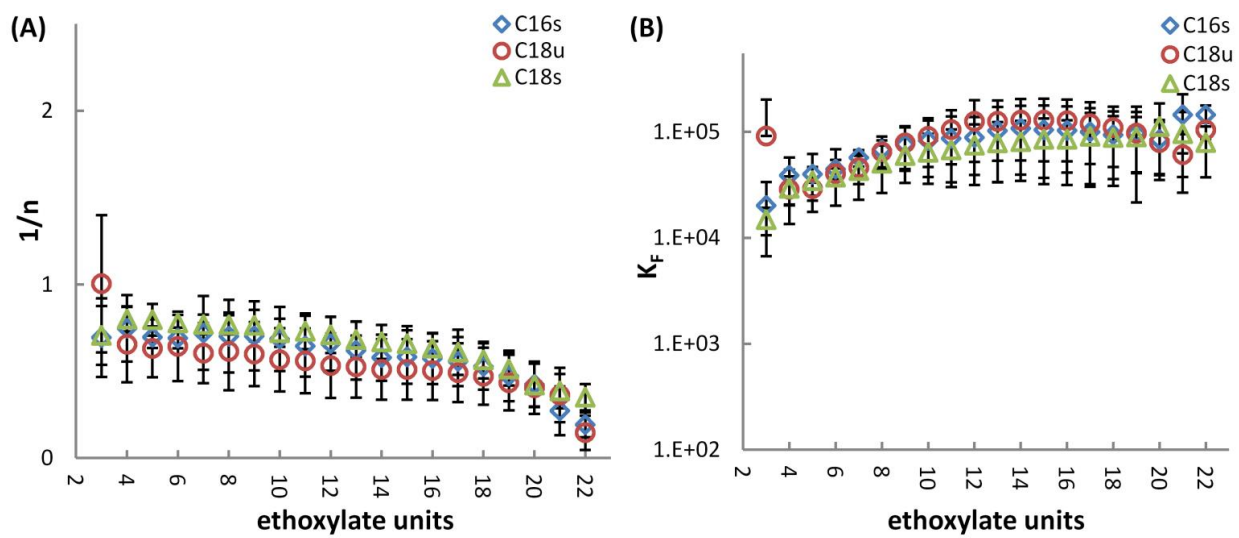 (A)
C16s
C18u
C18s
2
1
0
1/n
2 4 6 8 10 12 14 16 18 20 22
ethoxylate units
(B)
C16s
C18u
C18s
1.E+05
1.E+04
1.E+03
1.E+02
KF
2 4 6 8 10 12 14 16 18 20 22
ethoxylate units